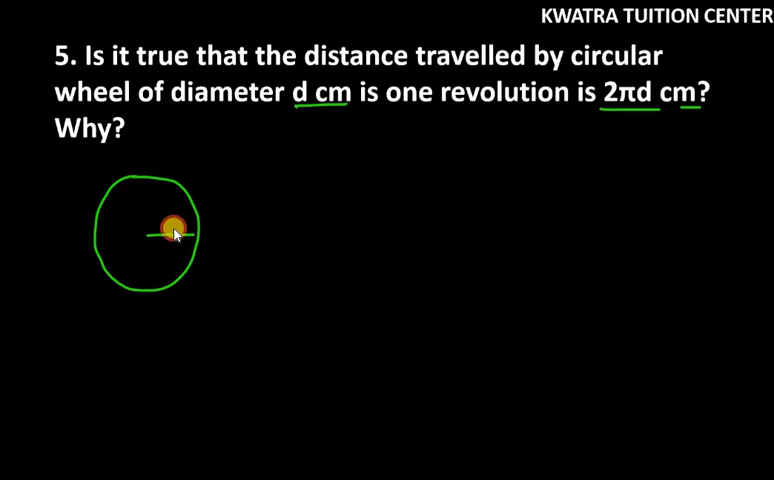 KWATRA TUITION CENTER
5. Is it true that the distance travelled by circular
wheel of diameter d cm is one revolution is 2πd cm?
Why?